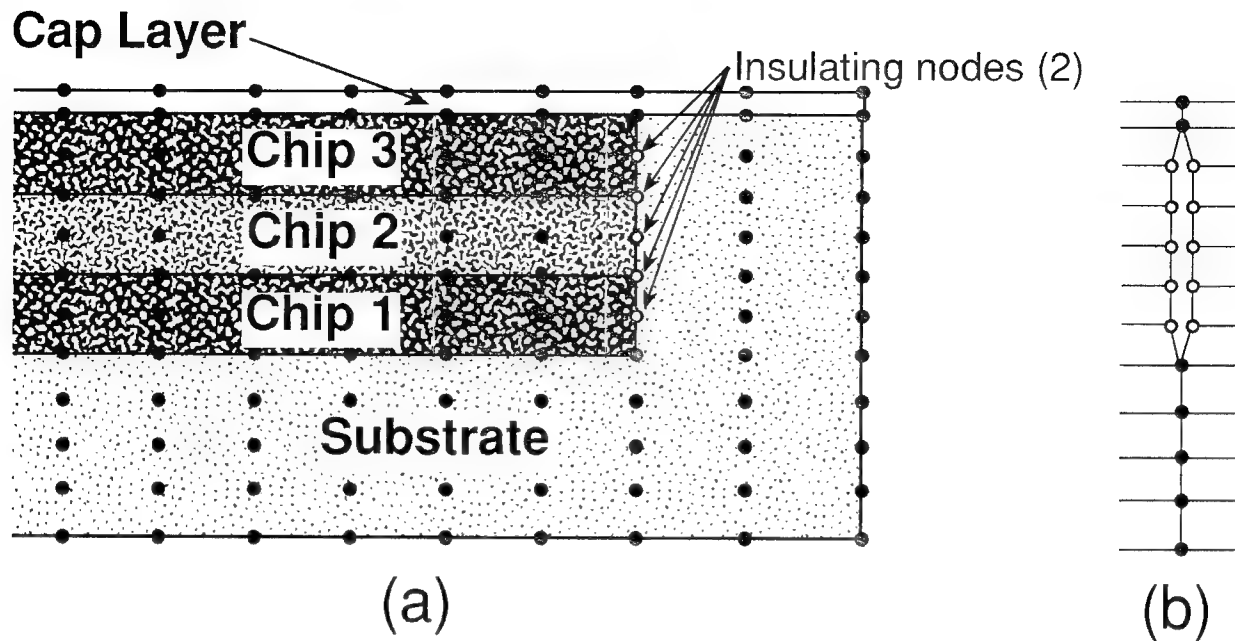 Cap Layer
Insulating nodes (2)
Chip 3
Chip 2
Chip 1
Substrate
(a)
(b)